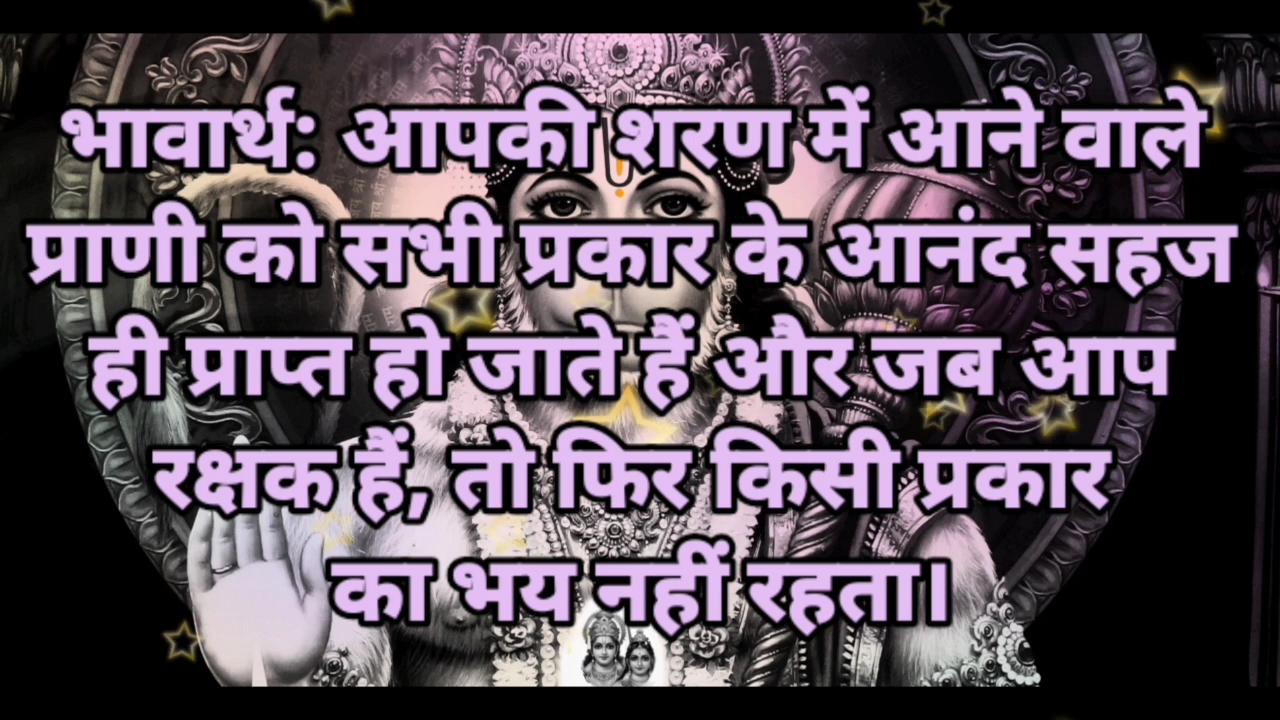 भावार्थ: आपकी शरण में आने वाले
प्राणी को सभी प्रकार के आनंद सहज
ही प्राप्त हो जाते हैं और जब आप
रक्षक हैं, तो फिर किसी प्रकार
का भय नहीं रहता।